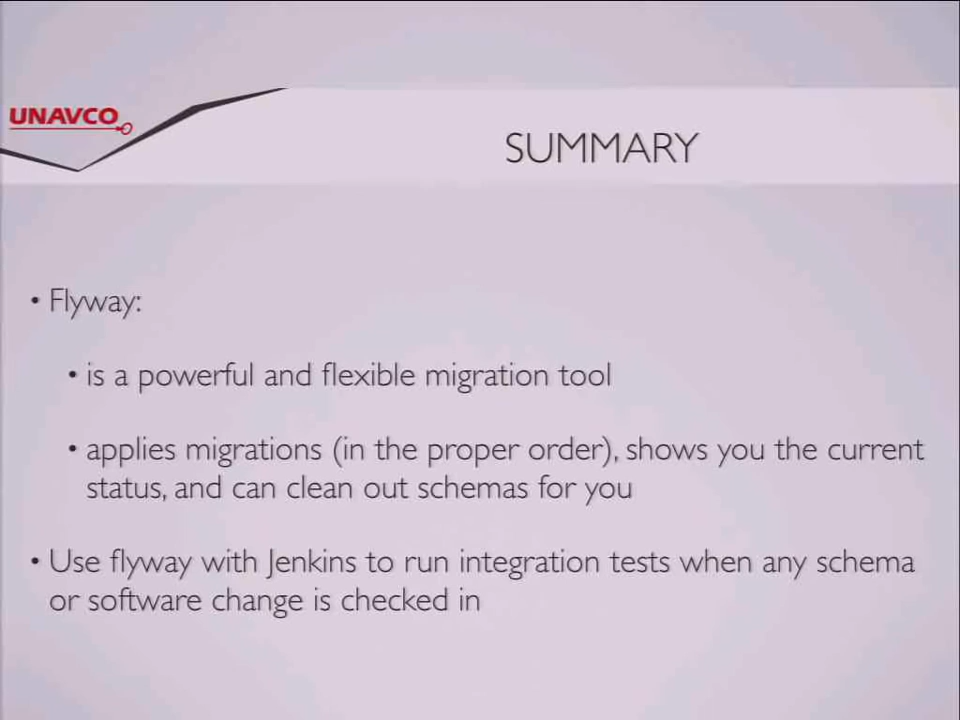 UNAVCO
SUMMARY
• Flyway:
• is a powerful and flexible migration tool
• applies migrations (in the proper order), shows you the current
status, and can clean out schemas for you
• Use flyway with Jenkins to run integration tests when any schema
or software change is checked in